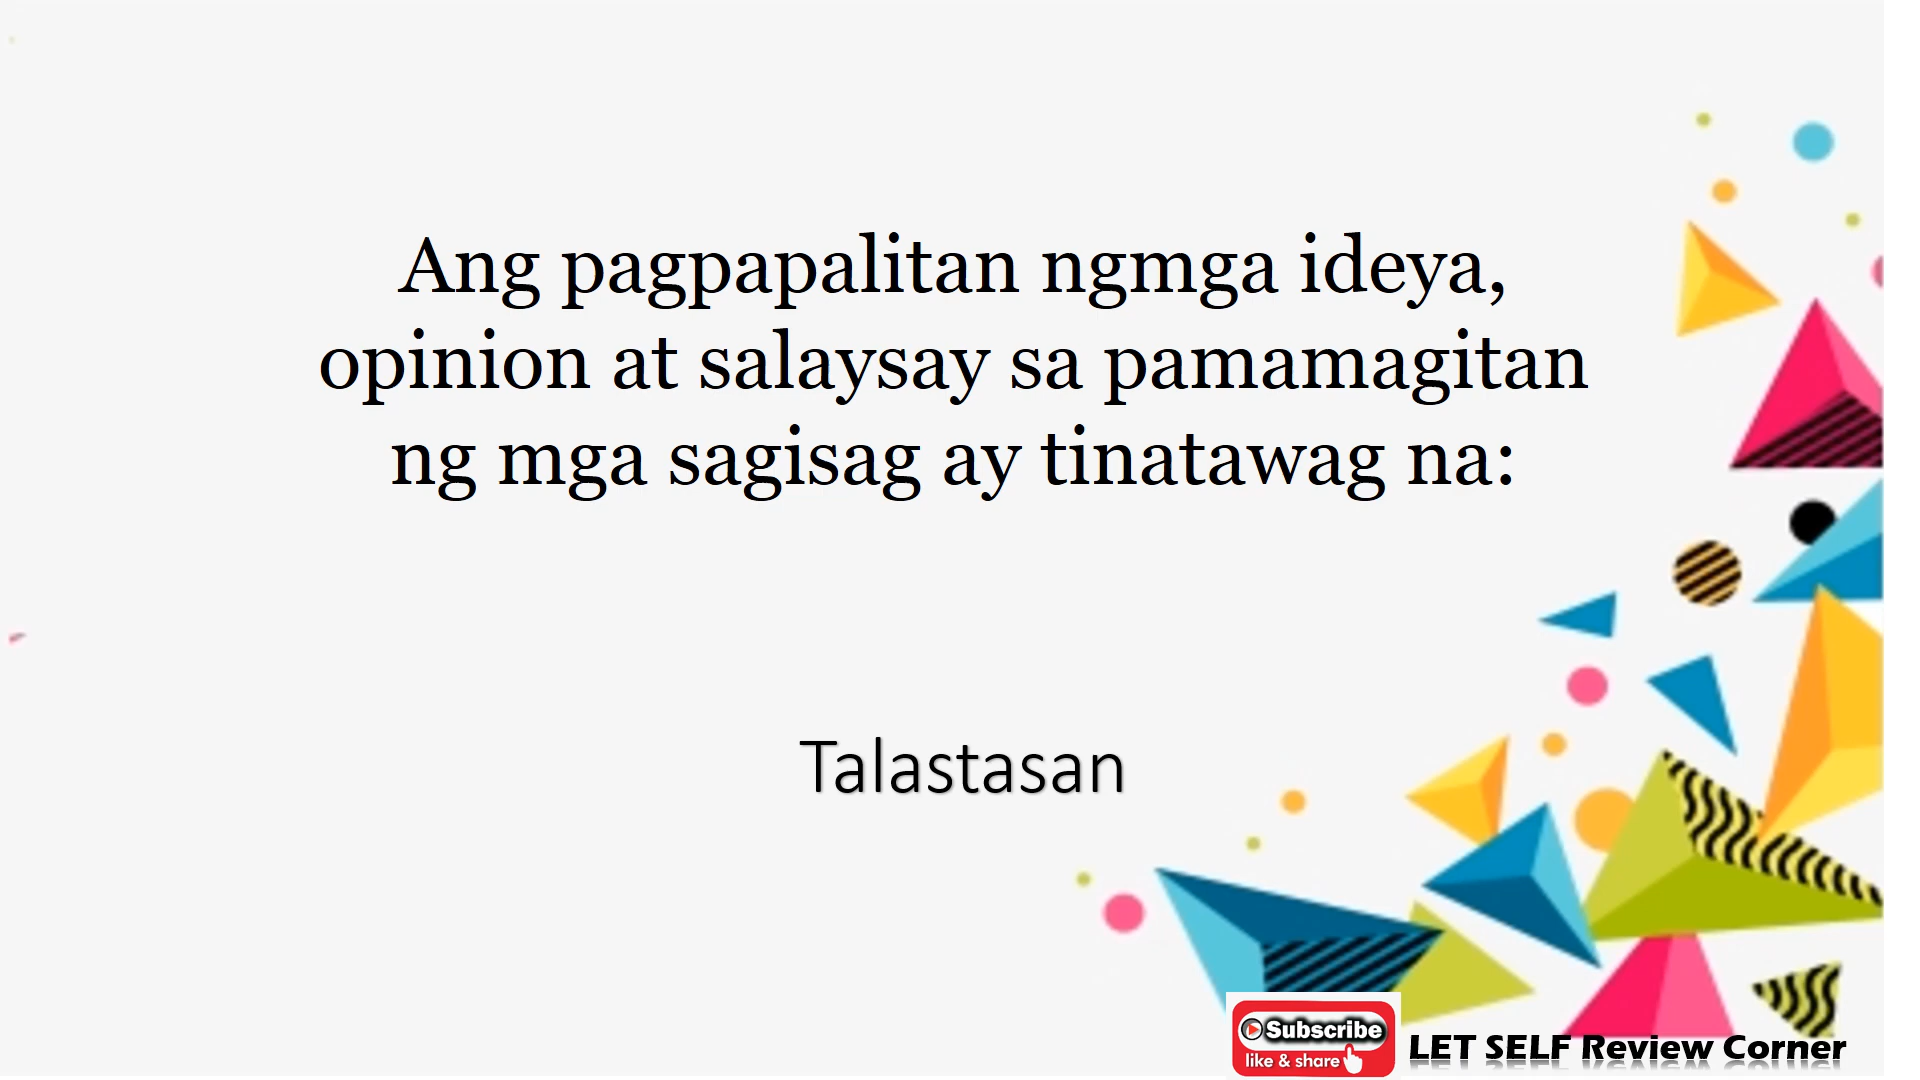 Ang pagpapalitan ngmga ideya,
opinion at salaysay sa pamamagitan
ng mga sagisag ay tinatawag na:
Talastasan
Subscribe
like & share
LET SELF Review Corner